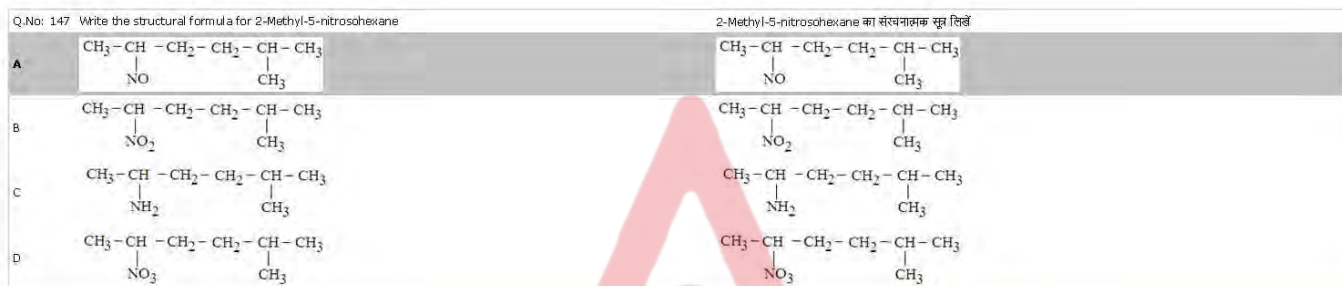 Q.No: 147 Write the structural formula for 2-Methyl-5-nitrosohexane
2-Methyl-5-nitrosohexane का संरचनात्मक सूत्र लिखें
A
CH₃-CH -CH₂-CH₂-CH-CH₃
NO CH₃
CH₃-CH -CH₂-CH₂-CH-CH₃
NO CH₃
B
CH₃-CH -CH₂-CH₂-CH-CH₃
NO₂ CH₃
CH₃-CH -CH₂-CH₂-CH-CH₃
NO₂ CH₃
C
CH₃-CH -CH₂-CH₂-CH-CH₃
NH₂ CH₃
CH₃-CH -CH₂-CH₂-CH-CH₃
NH₂ CH₃
D
CH₃-CH -CH₂-CH₂-CH-CH₃
NO₃ CH₃
CH₃-CH -CH₂-CH₂-CH-CH₃
NO₃ CH₃